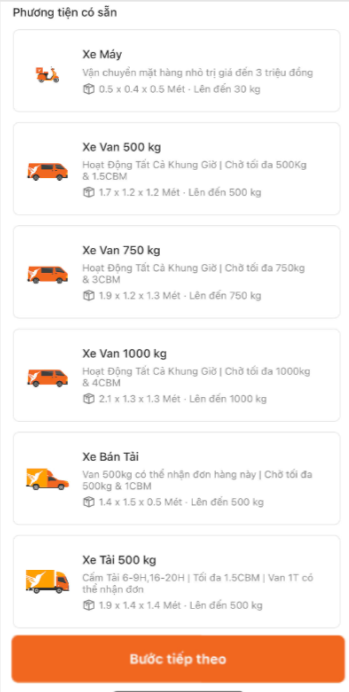 Phương tiện có sẵn
Xe Máy
Vận chuyển mặt hàng nhỏ trị giá đến 3 triệu đồng
0.5 x 0.4 x 0.5 Mét · Lên đến 30 kg
Xe Van 500 kg
Hoạt Động Tất Cả Khung Giờ | Chở tối đa 500Kg
& 1.5CBM
1.7 x 1.2 x 1.2 Mét · Lên đến 500 kg
Xe Van 750 kg
Hoạt Động Tất Cả Khung Giờ | Chở tối đa 750kg
& 3CBM
1.9 x 1.2 x 1.3 Mét · Lên đến 750 kg
Xe Van 1000 kg
Hoạt Động Tất Cả Khung Giờ | Chở tối đa 1000kg
& 4CBM
2.1 x 1.3 x 1.3 Mét · Lên đến 1000 kg
Xe Bán Tải
Van 500kg có thể nhận đơn hàng này | Chở tối đa
500kg & 1CBM
1.4 x 1.5 x 0.5 Mét · Lên đến 500 kg
Xe Tải 500 kg
Cấm Tải 6-9H,16-20H | Tối đa 1.5CBM | Van 1T có
thể nhận đơn
1.9 x 1.4 x 1.4 Mét · Lên đến 500 kg
Bước tiếp theo